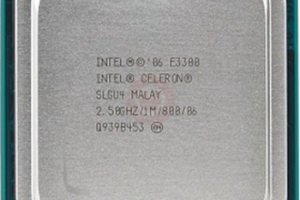 INTEL®©'06 E3300
INTEL® CELERON®
SLGU4 MALAY
2.50GHZ/1M/800/06
Q939B453